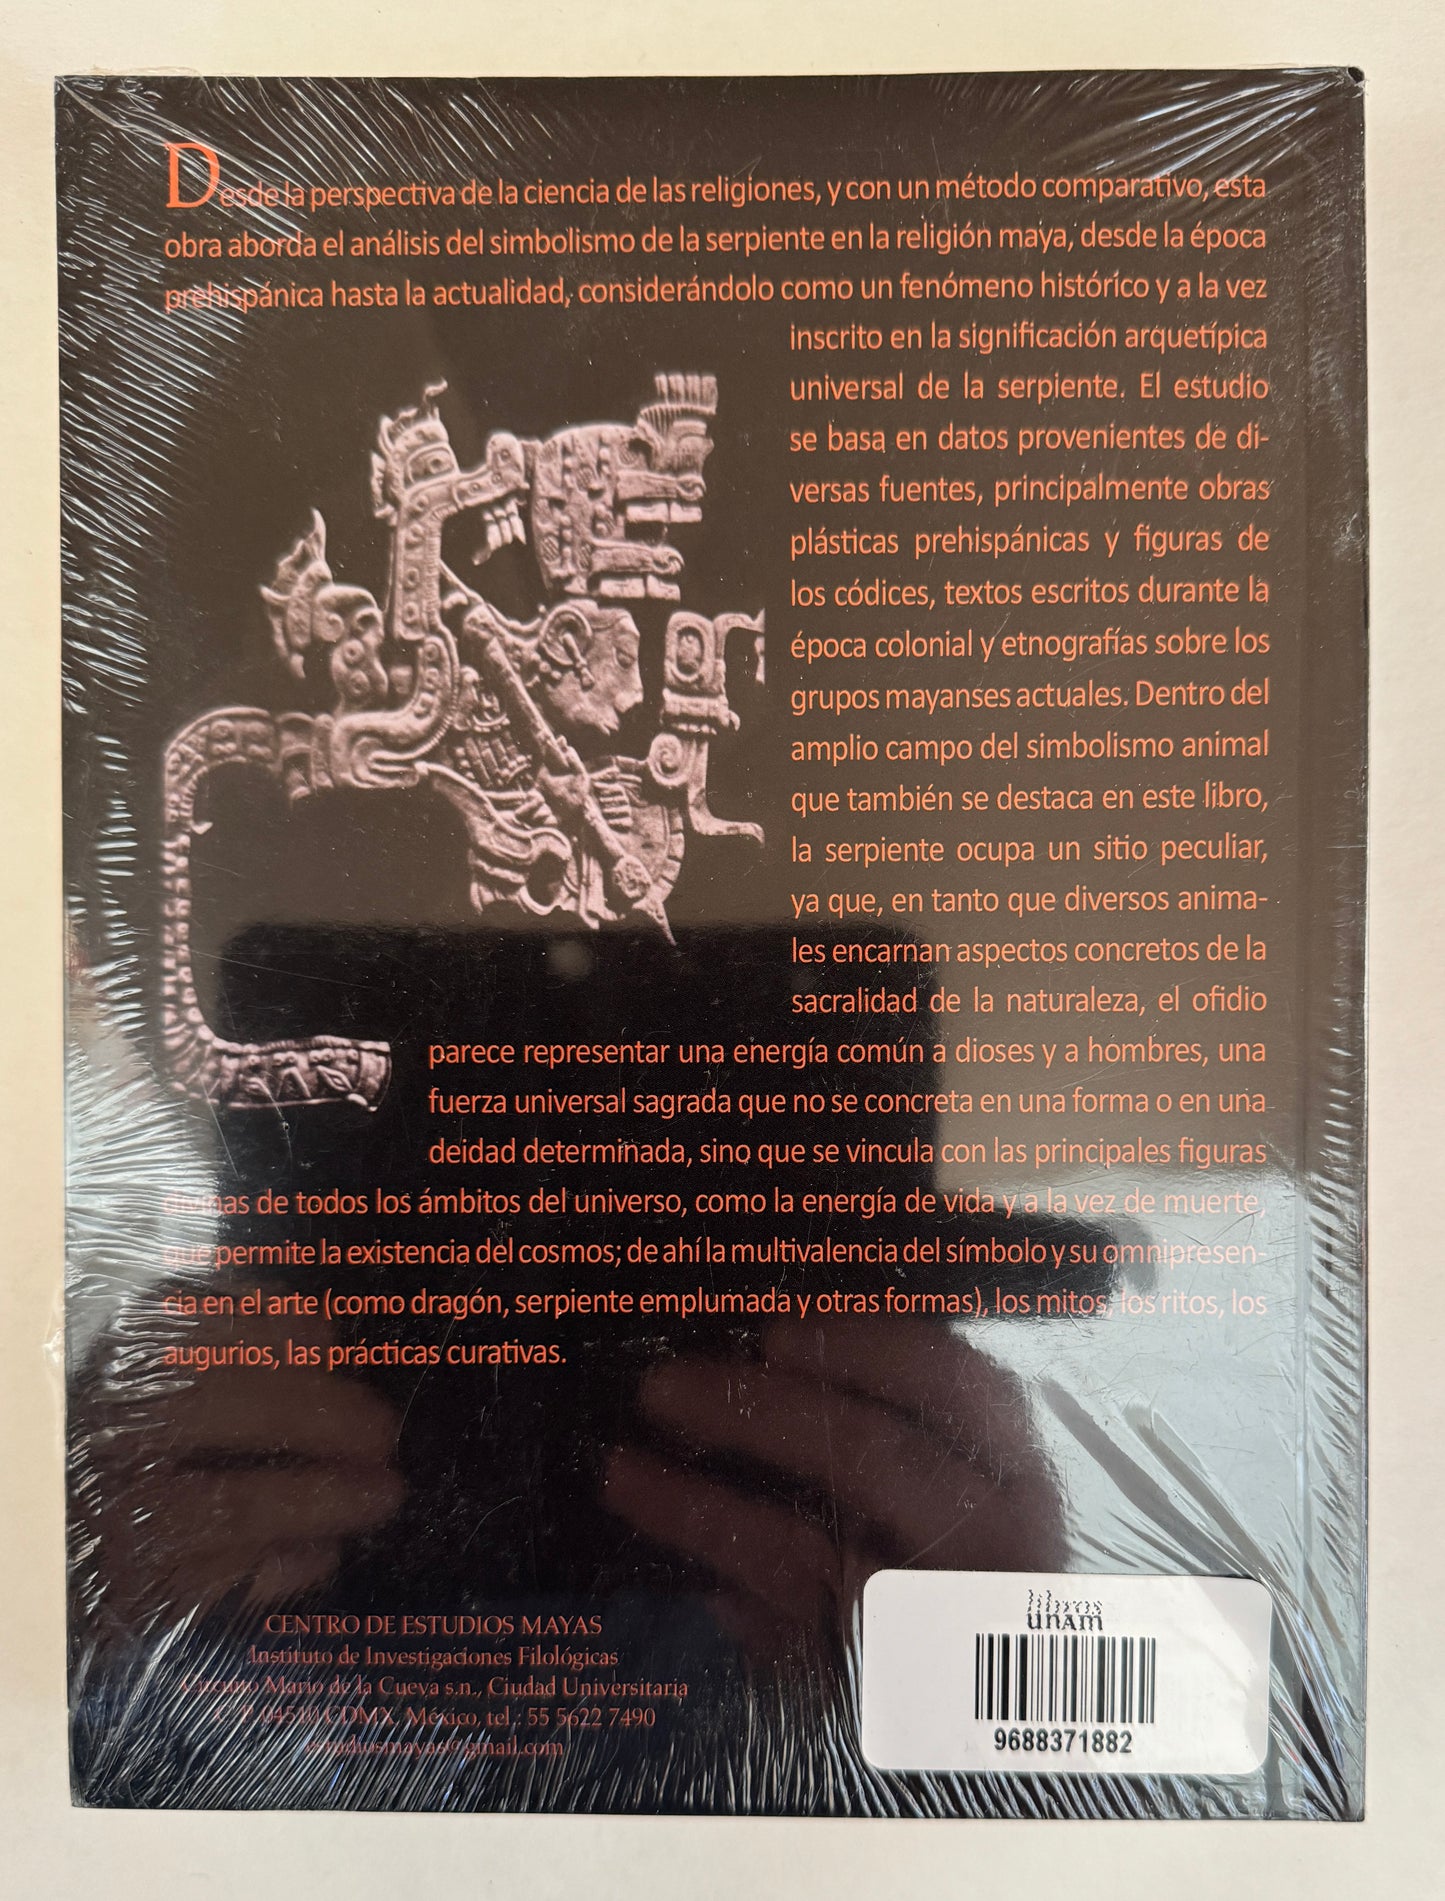 Desde la perspectiva de la ciencia de las religiones, y con un método comparativo, esta
obra aborda el análisis del simbolismo de la serpiente en la religión maya, desde la época
prehispánica hasta la actualidad, considerándolo como un fenómeno histórico y a la vez
inscrito en la significación arquetípica
universal de la serpiente. El estudio
se basa en datos provenientes de di-
versas fuentes, principalmente obras
plásticas prehispánicas y figuras de
los códices, textos escritos durante la
época colonial y etnografías sobre los
grupos mayanses actuales. Dentro del
amplio campo del simbolismo animal
que también se destaca en este libro,
la serpiente ocupa un sitio peculiar,
ya que, en tanto que diversos anima-
les encarnan aspectos concretos de la
sacralidad de la naturaleza, el ofidio
parece representar una energía común a dioses y a hombres, una
fuerza universal sagrada que no se concreta en una forma o en una
deidad determinada, sino que se vincula con las principales figuras
divinas de todos los ámbitos del universo, como la energía de vida y a la vez de muerte,
que permite la existencia del cosmos; de ahí la multivalencia del símbolo y su omnipresen-
cia en el arte (como dragón, serpiente emplumada y otras formas), los mitos, los ritos, los
augurios, las prácticas curativas.
CENTRO DE ESTUDIOS MAYAS
Instituto de Investigaciones Filológicas
Circuito Mario de la Cueva s.n., Ciudad Universitaria
C. P. 04510 CDMX, México, tel.: 55 5622 7490
estudiosmayas@gmail.com
libros
UNAM
9688371882